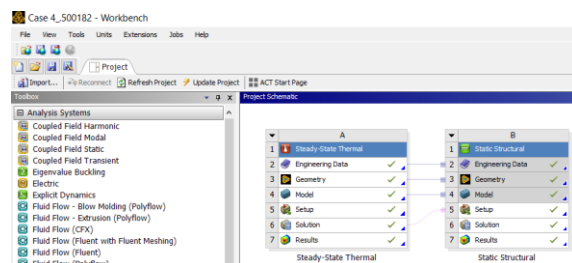 Case 4_.500182 - Workbench
File View Tools Units Extensions Jobs Help
Project
Import... Reconnect Refresh Project Update Project ACT Start Page
Toolbox
Project Schematic
Analysis Systems
Coupled Field Harmonic
Coupled Field Modal
Coupled Field Static
Coupled Field Transient
Eigenvalue Buckling
Electric
Explicit Dynamics
Fluid Flow - Blow Molding (Polyflow)
Fluid Flow - Extrusion (Polyflow)
Fluid Flow (CFX)
Fluid Flow (Fluent with Fluent Meshing)
Fluid Flow (Fluent)
Fluid Flow (Polyflow)
A
1 Steady-State Thermal
2 Engineering Data
3 Geometry
4 Model
5 Setup
6 Solution
7 Results
Steady-State Thermal
B
1 Static Structural
2 Engineering Data
3 Geometry
4 Model
5 Setup
6 Solution
7 Results
Static Structural